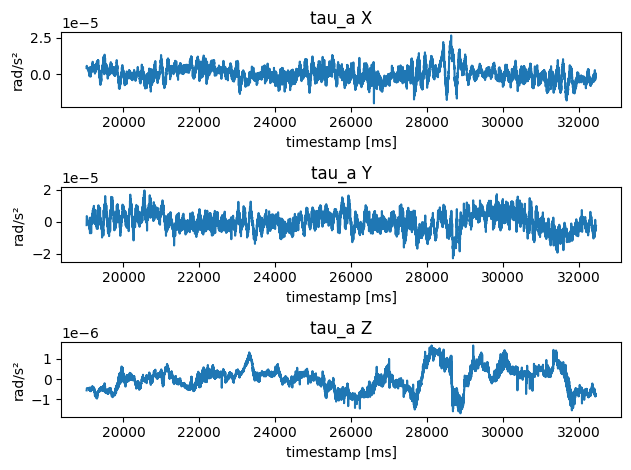 tau_a X
1e−5
2.5
0.0
rad/s²
20000 22000 24000 26000 28000 30000 32000
timestamp [ms]
tau_a Y
1e−5
2
0
−2
rad/s²
20000 22000 24000 26000 28000 30000 32000
timestamp [ms]
tau_a Z
1e−6
1
0
−1
rad/s²
20000 22000 24000 26000 28000 30000 32000
timestamp [ms]